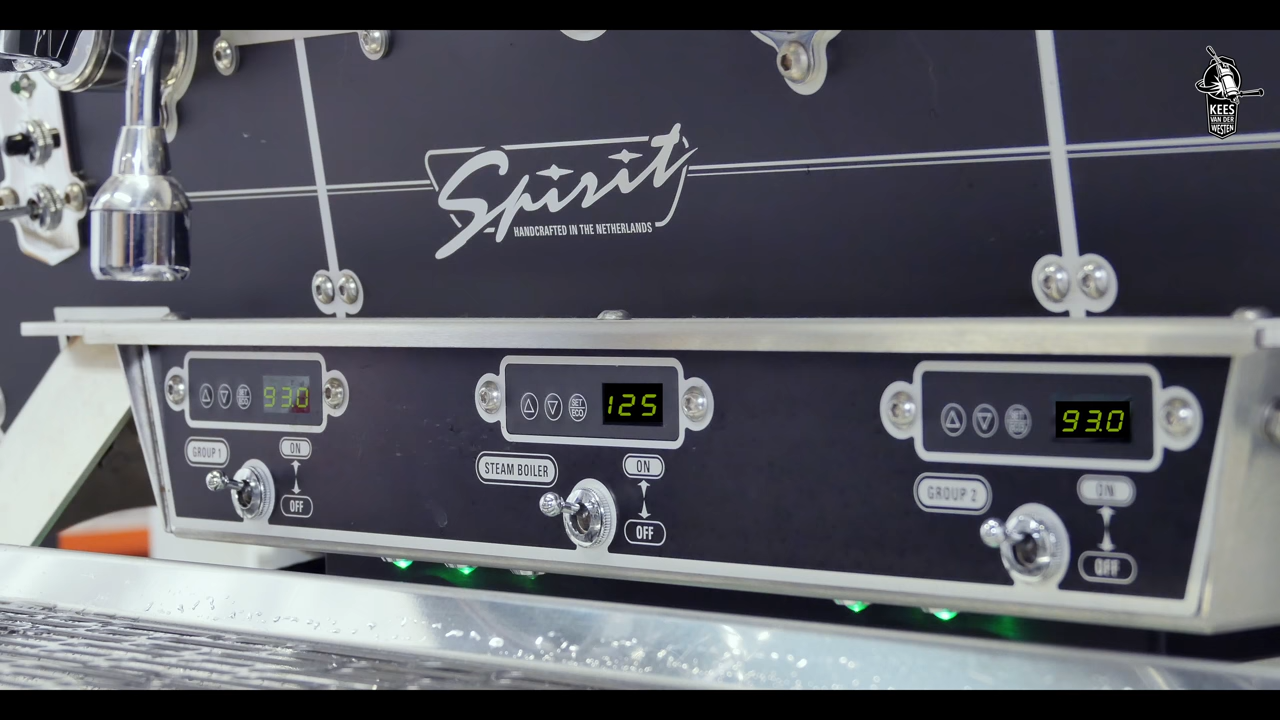 KEES
VAN DER
WESTEN
Spirit
HANDCRAFTED IN THE NETHERLANDS
93.0
SET
ECO
125
93.0
GROUP 1
ON
OFF
STEAM BOILER
ON
OFF
GROUP 2
ON
OFF